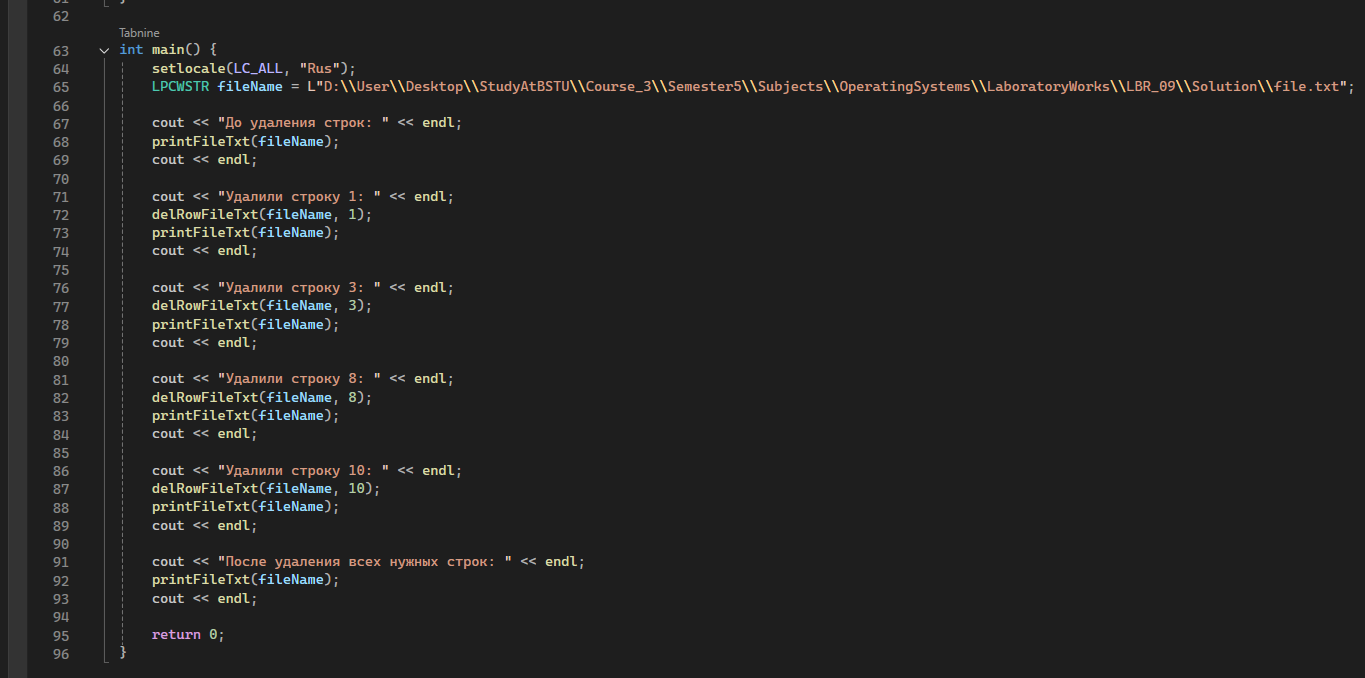 62
Tabnine
63 int main() {
64 setlocale(LC_ALL, "Rus");
65 LPCWSTR fileName = L"D:\\User\\Desktop\\StudyAtBSTU\\Course_3\\Semester5\\Subjects\\OperatingSystems\\LaboratoryWorks\\LBR_09\\Solution\\file.txt";
66
67 cout << "До удаления строк: " << endl;
68 printFileTxt(fileName);
69 cout << endl;
70
71 cout << "Удалили строку 1: " << endl;
72 delRowFileTxt(fileName, 1);
73 printFileTxt(fileName);
74 cout << endl;
75
76 cout << "Удалили строку 3: " << endl;
77 delRowFileTxt(fileName, 3);
78 printFileTxt(fileName);
79 cout << endl;
80
81 cout << "Удалили строку 8: " << endl;
82 delRowFileTxt(fileName, 8);
83 printFileTxt(fileName);
84 cout << endl;
85
86 cout << "Удалили строку 10: " << endl;
87 delRowFileTxt(fileName, 10);
88 printFileTxt(fileName);
89 cout << endl;
90
91 cout << "После удаления всех нужных строк: " << endl;
92 printFileTxt(fileName);
93 cout << endl;
94
95 return 0;
96 }